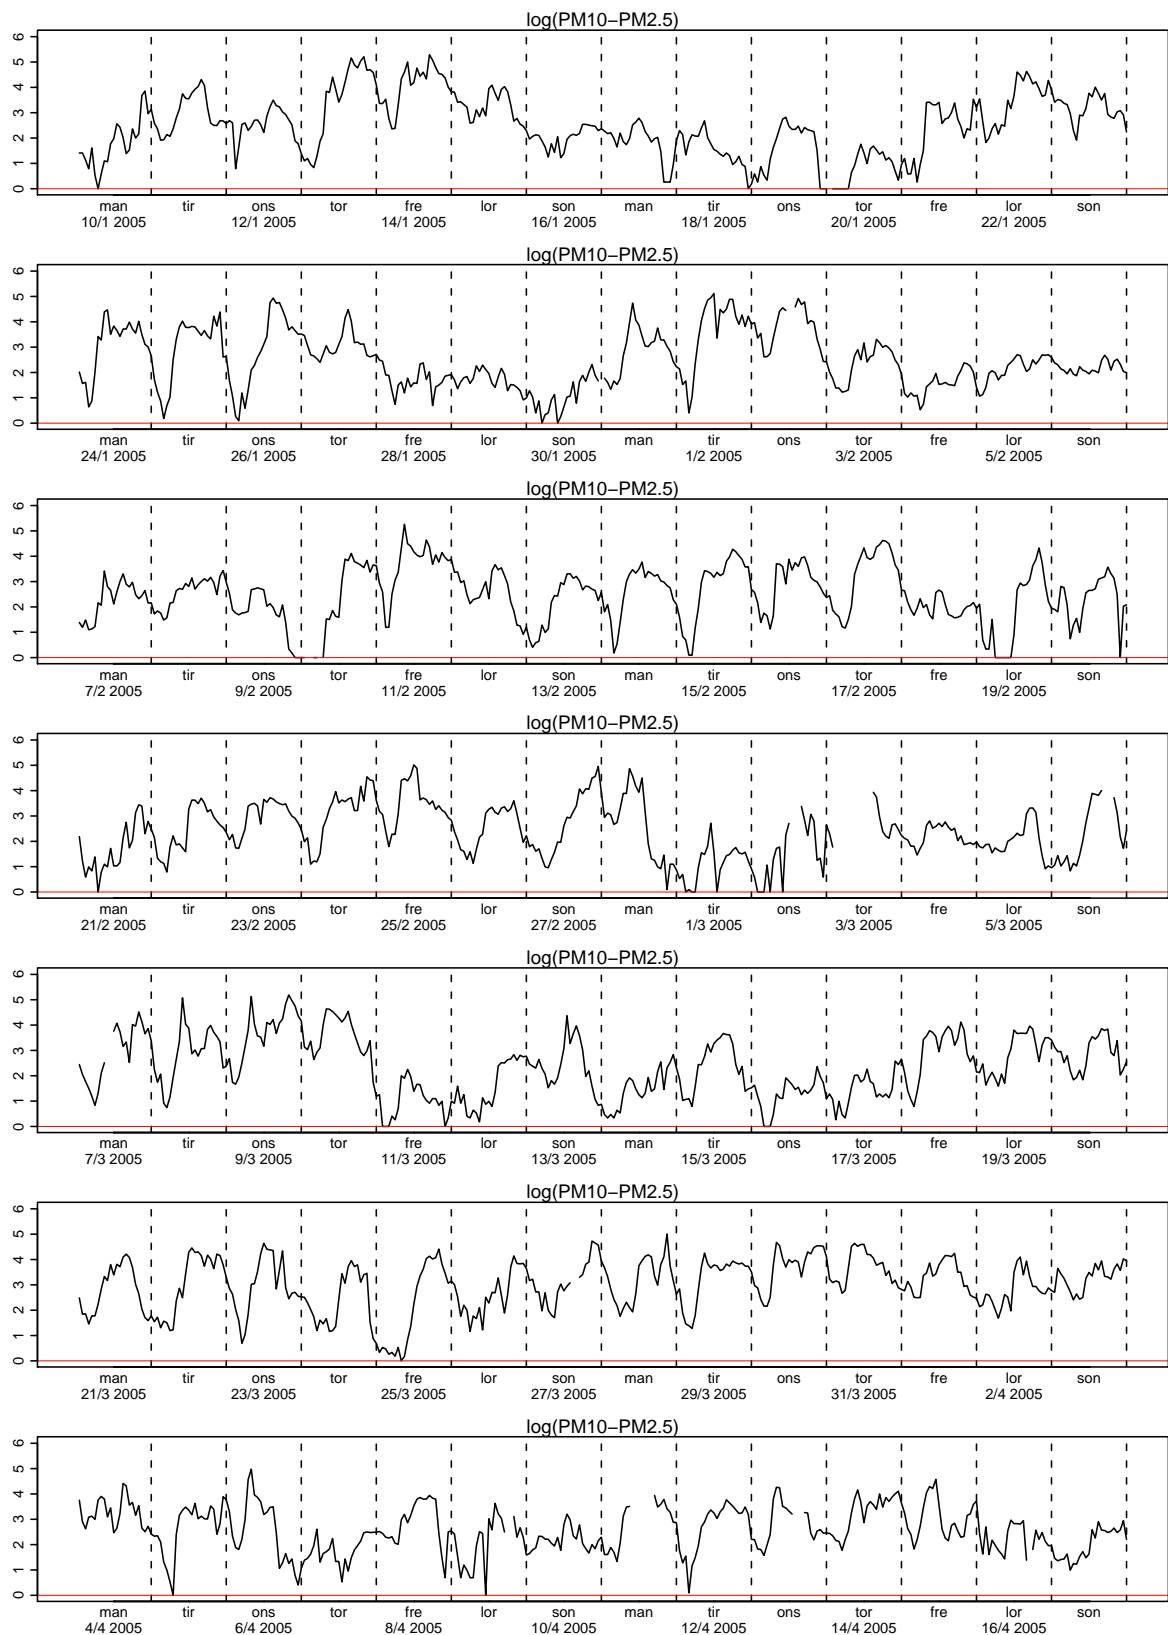 log(PM10−PM2.5)
6
5
4
3
2
1
0
man tir ons tor fre lor son man tir ons tor fre lor son
10/1 2005 12/1 2005 14/1 2005 16/1 2005 18/1 2005 20/1 2005 22/1 2005
log(PM10−PM2.5)
6
5
4
3
2
1
0
man tir ons tor fre lor son man tir ons tor fre lor son
24/1 2005 26/1 2005 28/1 2005 30/1 2005 1/2 2005 3/2 2005 5/2 2005
log(PM10−PM2.5)
6
5
4
3
2
1
0
man tir ons tor fre lor son man tir ons tor fre lor son
7/2 2005 9/2 2005 11/2 2005 13/2 2005 15/2 2005 17/2 2005 19/2 2005
log(PM10−PM2.5)
6
5
4
3
2
1
0
man tir ons tor fre lor son man tir ons tor fre lor son
21/2 2005 23/2 2005 25/2 2005 27/2 2005 1/3 2005 3/3 2005 5/3 2005
log(PM10−PM2.5)
6
5
4
3
2
1
0
man tir ons tor fre lor son man tir ons tor fre lor son
7/3 2005 9/3 2005 11/3 2005 13/3 2005 15/3 2005 17/3 2005 19/3 2005
log(PM10−PM2.5)
6
5
4
3
2
1
0
man tir ons tor fre lor son man tir ons tor fre lor son
21/3 2005 23/3 2005 25/3 2005 27/3 2005 29/3 2005 31/3 2005 2/4 2005
log(PM10−PM2.5)
6
5
4
3
2
1
0
man tir ons tor fre lor son man tir ons tor fre lor son
4/4 2005 6/4 2005 8/4 2005 10/4 2005 12/4 2005 14/4 2005 16/4 2005